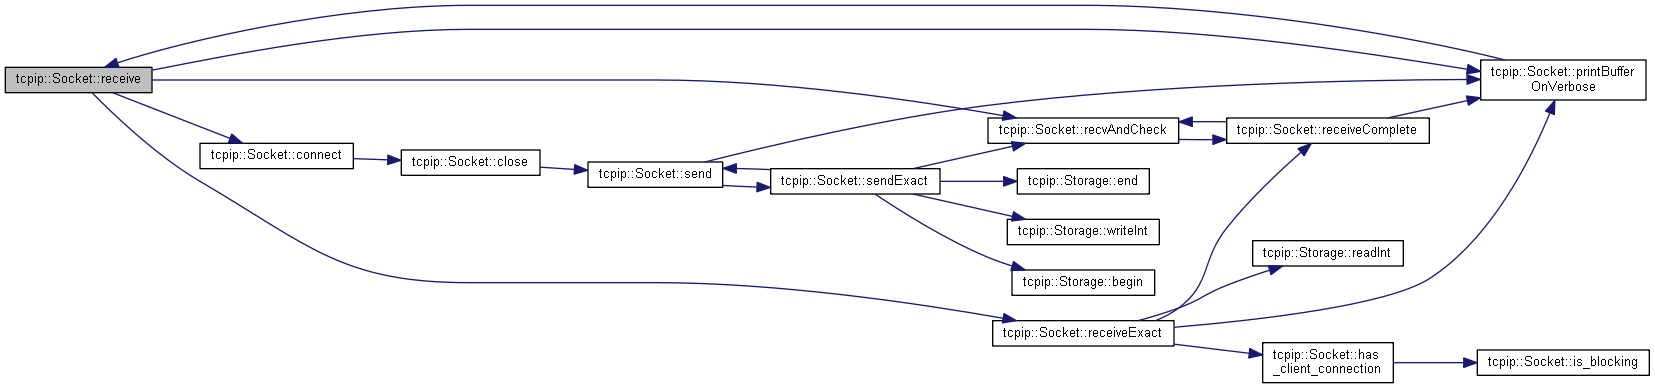 tcpip::Socket::receive
tcpip::Socket::printBuffer
OnVerbose
tcpip::Socket::recvAndCheck
tcpip::Socket::receiveComplete
tcpip::Socket::connect
tcpip::Socket::close
tcpip::Socket::send
tcpip::Socket::sendExact
tcpip::Storage::end
tcpip::Storage::writeInt
tcpip::Storage::readInt
tcpip::Storage::begin
tcpip::Socket::receiveExact
tcpip::Socket::has
_client_connection
tcpip::Socket::is_blocking